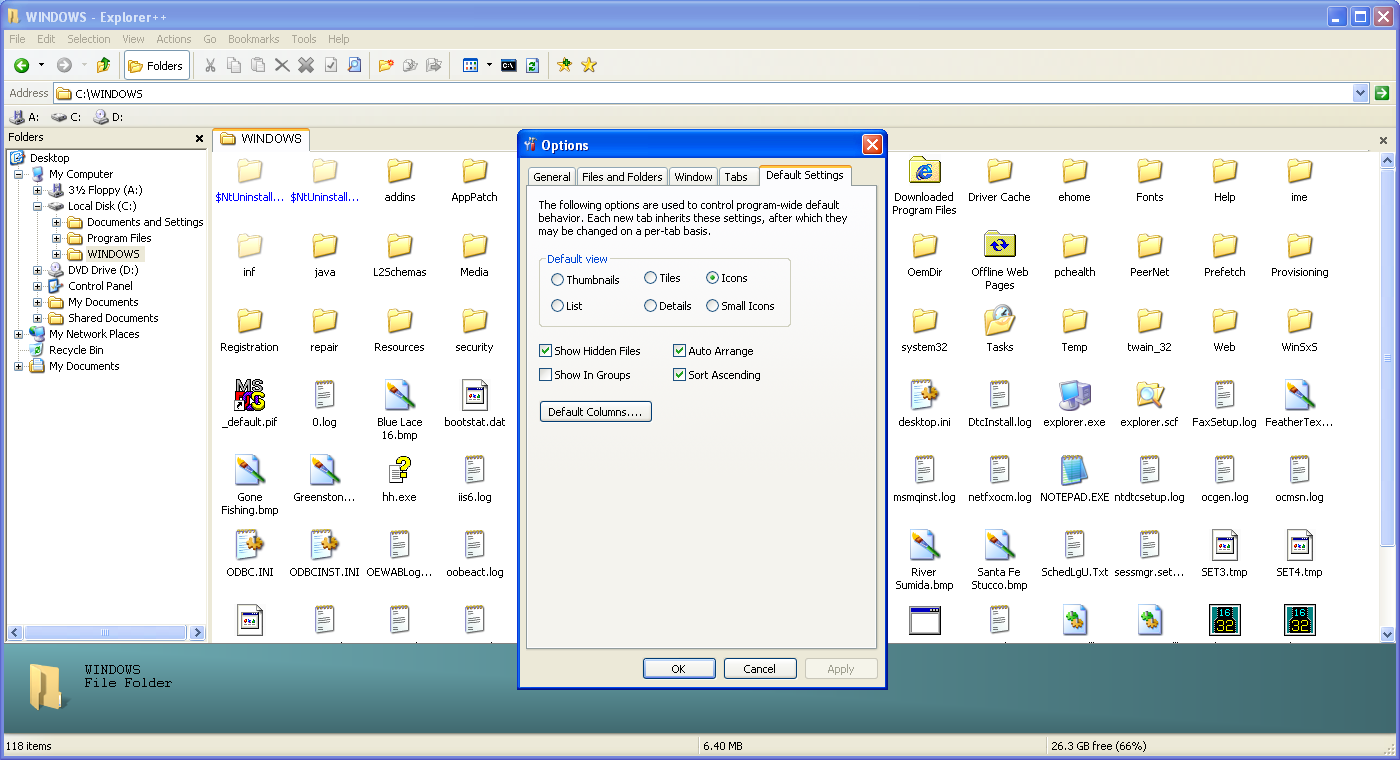 WINDOWS - Explorer++
File Edit Selection View Actions Go Bookmarks Tools Help
Folders
Address C:\WINDOWS
A: C: D:
Folders
Desktop
My Computer
3½ Floppy (A:)
Local Disk (C:)
Documents and Settings
Program Files
WINDOWS
DVD Drive (D:)
Control Panel
My Documents
Shared Documents
My Network Places
Recycle Bin
My Documents
WINDOWS
$NtUninstall... $NtUninstall... addins AppPatch
inf java L2Schemas Media
Registration repair Resources security
_default.pif 0.log Blue Lace 16.bmp bootstat.dat
Gone Fishing.bmp Greenston... hh.exe iis6.log
ODBC.INI ODBCINST.INI OEWABLog... oobeact.log
Options
General Files and Folders Window Tabs Default Settings
The following options are used to control program-wide default
behavior. Each new tab inherits these settings, after which they
may be changed on a per-tab basis.
Default view
Thumbnails Tiles Icons
List Details Small Icons
Show Hidden Files Auto Arrange
Show In Groups Sort Ascending
Default Columns....
OK Cancel Apply
Downloaded Program Files Driver Cache ehome Fonts Help ime
OemDir Offline Web Pages pchealth PeerNet Prefetch Provisioning
system32 Tasks Temp twain_32 Web WinSxS
desktop.ini DtcInstall.log explorer.exe explorer.scf FaxSetup.log FeatherTex...
msmqinst.log netfxocm.log NOTEPAD.EXE ntdtcsetup.log ocgen.log ocmsn.log
River Sumida.bmp Santa Fe Stucco.bmp SchedLgU.Txt sessmgr.set... SET3.tmp SET4.tmp
WINDOWS
File Folder
118 items 6.40 MB 26.3 GB free (66%)